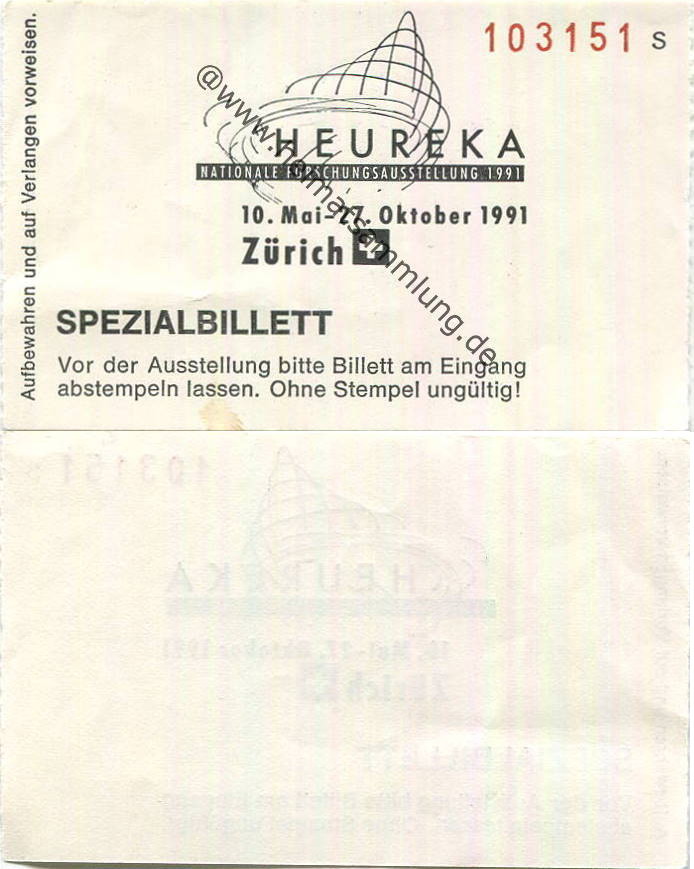 103151 S
HEUREKA
NATIONALE FORSCHUNGSAUSSTELLUNG 1991
10. Mai–27. Oktober 1991
Zürich
SPEZIALBILLETT
Vor der Ausstellung bitte Billett am Eingang
abstempeln lassen. Ohne Stempel ungültig!
Aufbewahren und auf Verlangen vorweisen.
@www.heimatsammlung.de